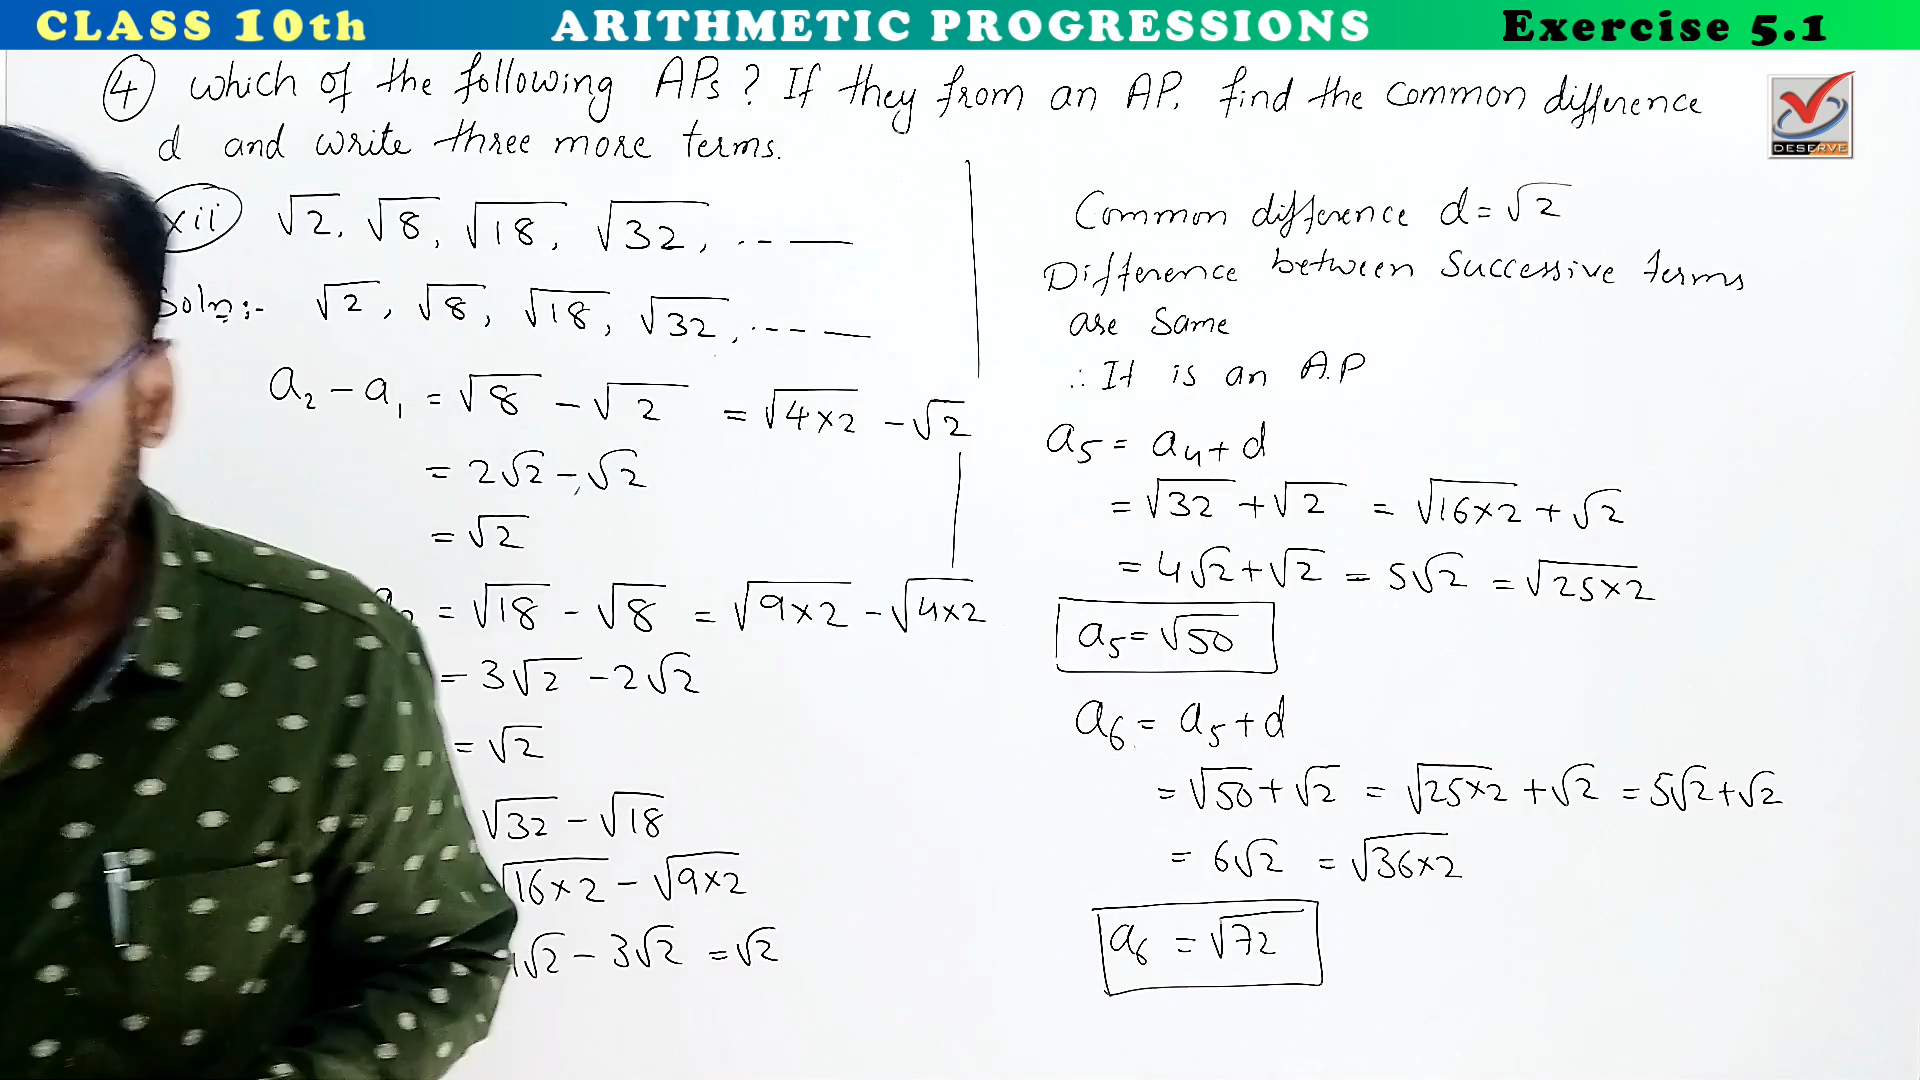 CLASS 10th ARITHMETIC PROGRESSIONS Exercise 5.1
④ which of the following APs? If they from an AP. find the common difference
d and write three more terms.
DESERVE
xii √2, √8, √18, √32, -- —
Soln:- √2, √8, √18, √32, --- —
a₂ - a₁ = √8 - √2 = √4×2 - √2
= 2√2 - √2
= √2
= √18 - √8 = √9×2 - √4×2
= 3√2 - 2√2
= √2
√32 - √18
√16×2 - √9×2
√2 - 3√2 = √2
Common difference d = √2
Difference between Successive terms
are Same
∴ It is an A.P
a₅ = a₄ + d
= √32 + √2 = √16×2 + √2
= 4√2 + √2 = 5√2 = √25×2
a₅ = √50
a₆ = a₅ + d
= √50 + √2 = √25×2 + √2 = 5√2 + √2
= 6√2 = √36×2
a₆ = √72